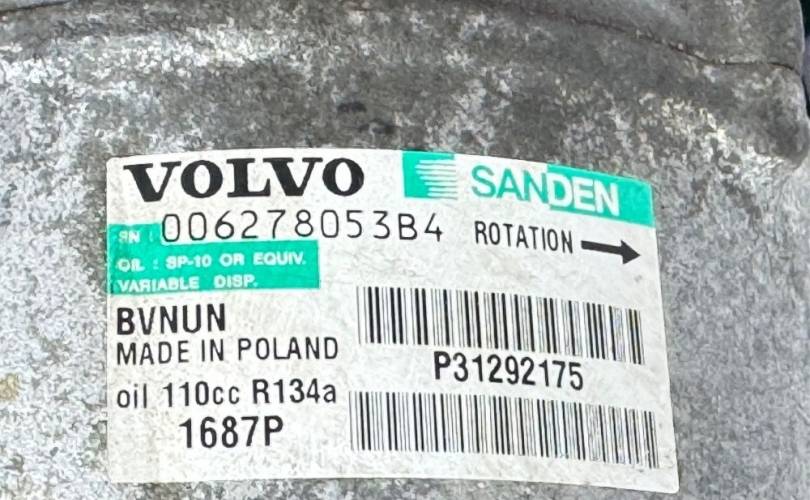 VOLVO SANDEN
SN : 006278053B4 ROTATION
OIL : SP-10 OR EQUIV.
VARIABLE DISP.
BVNUN
MADE IN POLAND
P31292175
oil 110cc R134a
1687P